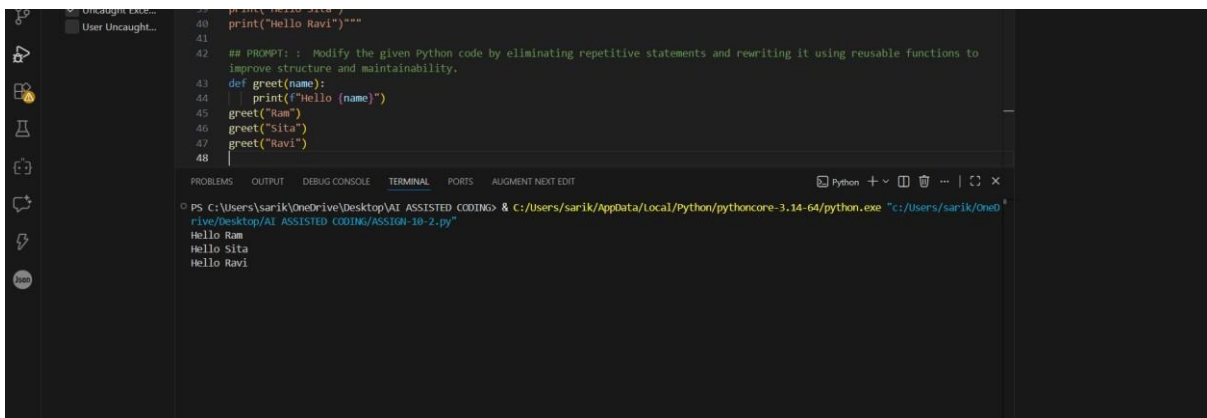 Uncaught Exce...
User Uncaught...
39 print("Hello Sita")
40 print("Hello Ravi")"""
41
42 ## PROMPT: : Modify the given Python code by eliminating repetitive statements and rewriting it using reusable functions to
improve structure and maintainability.
43 def greet(name):
44 print(f"Hello {name}")
45 greet("Ram")
46 greet("Sita")
47 greet("Ravi")
48
PROBLEMS OUTPUT DEBUG CONSOLE TERMINAL PORTS AUGMENT NEXT EDIT Python
PS C:\Users\sarik\OneDrive\Desktop\AI ASSISTED CODING> & C:/Users/sarik/AppData/Local/Python/pythoncore-3.14-64/python.exe "c:/Users/sarik/OneD
rive/Desktop/AI ASSISTED CODING/ASSIGN-10-2.py"
Hello Ram
Hello Sita
Hello Ravi
Json